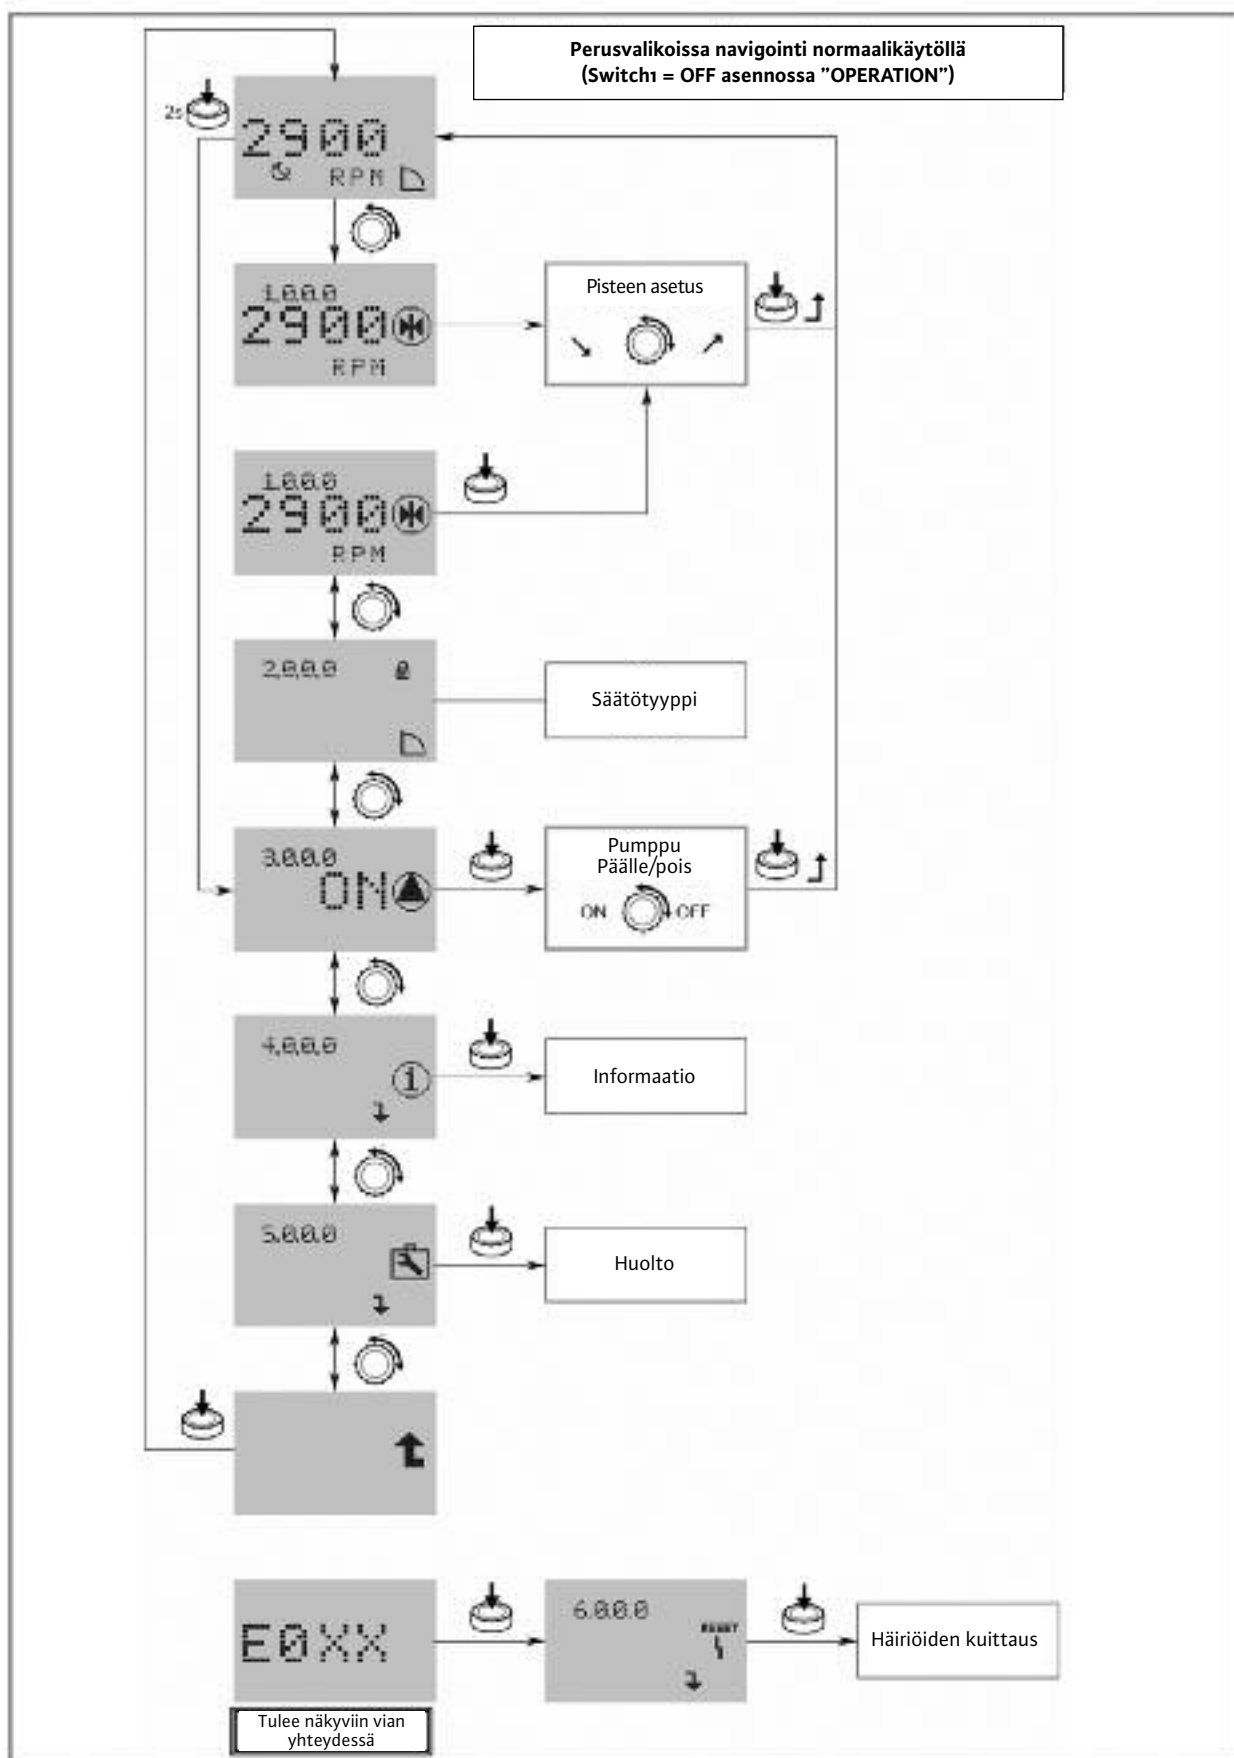 Perusvalikoissa navigointi normaalikäytöllä
(Switch1 = OFF asennossa ”OPERATION”)
2s
2900
RPM
1.0.0.0
2900
RPM
Pisteen asetus
1.0.0.0
2900
RPM
2.0.0.0
Säätötyyppi
3.0.0.0
ON
Pumppu
Päälle/pois
ON OFF
4.0.0.0
i
Informaatio
5.0.0.0
Huolto
E0XX
6.0.0.0
RESET
Häiriöiden kuittaus
Tulee näkyviin vian
yhteydessä